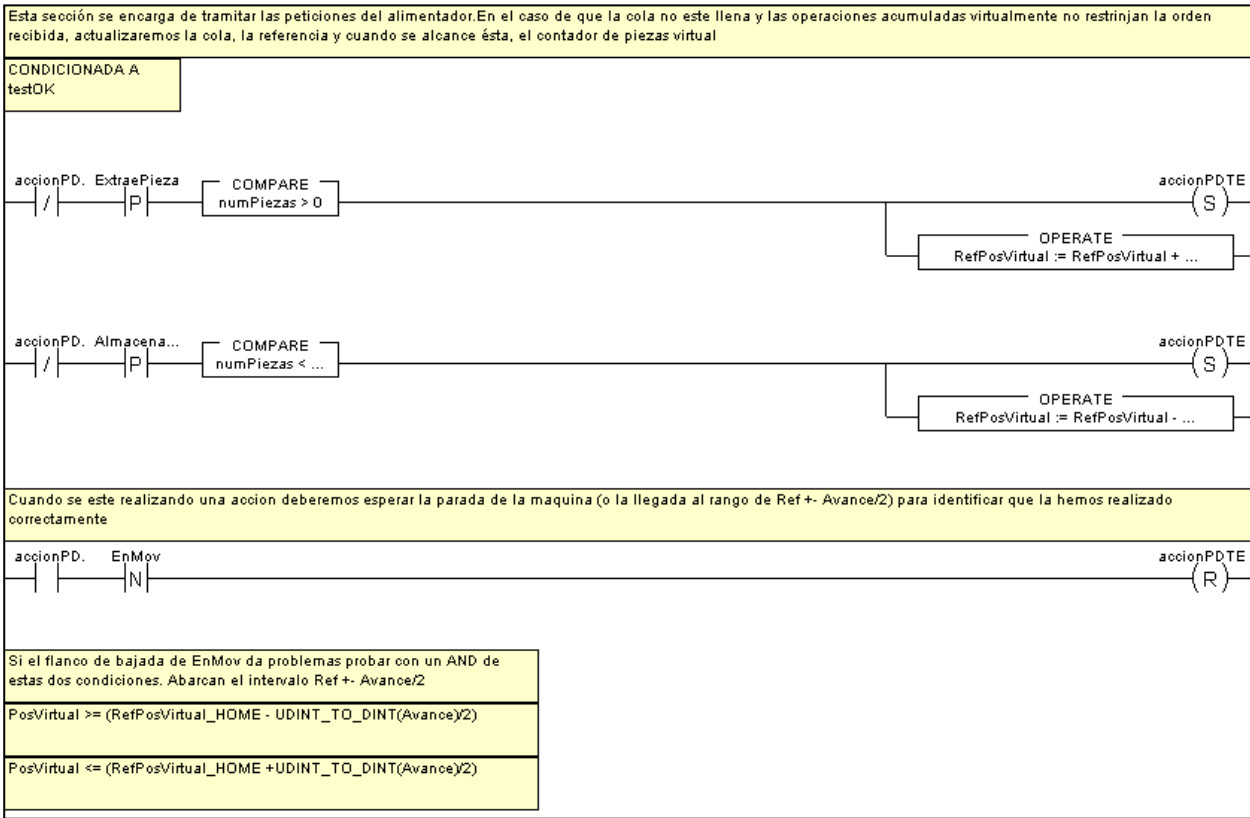 Esta sección se encarga de tramitar las peticiones del alimentador.En el caso de que la cola no este llena y las operaciones acumuladas virtualmente no restrinjan la orden
recibida, actualizaremos la cola, la referencia y cuando se alcance ésta, el contador de piezas virtual
CONDICIONADA A
testOK
accionPD. ExtraePieza
COMPARE
accionPDTE
/ P numPiezas > 0 S
OPERATE
RefPosVirtual := RefPosVirtual + ...
accionPD. Almacena...
COMPARE
accionPDTE
/ P numPiezas < ... S
OPERATE
RefPosVirtual := RefPosVirtual - ...
Cuando se este realizando una accion deberemos esperar la parada de la maquina (o la llegada al rango de Ref +- Avance/2) para identificar que la hemos realizado
correctamente
accionPD. EnMov accionPDTE
N R
Si el flanco de bajada de EnMov da problemas probar con un AND de
estas dos condiciones. Abarcan el intervalo Ref +- Avance/2
PosVirtual >= (RefPosVirtual_HOME - UDINT_TO_DINT(Avance)/2)
PosVirtual <= (RefPosVirtual_HOME +UDINT_TO_DINT(Avance)/2)